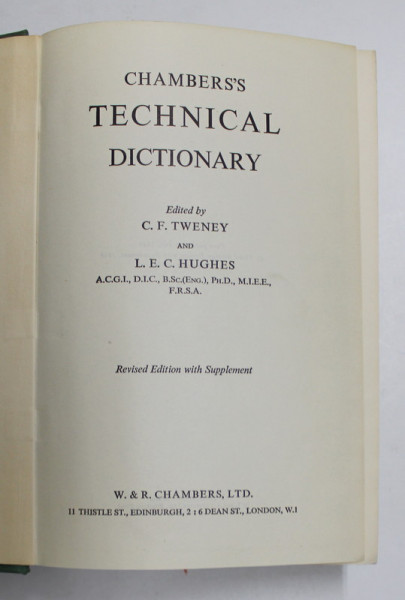 CHAMBERS'S
TECHNICAL
DICTIONARY
Edited by
C. F. TWENEY
AND
L. E. C. HUGHES
A.C.G.I., D.I.C., B.Sc.(Eng.), Ph.D., M.I.E.E.,
F.R.S.A.
Revised Edition with Supplement
W. & R. CHAMBERS, LTD.
11 THISTLE ST., EDINBURGH, 2 : 6 DEAN ST., LONDON, W.1